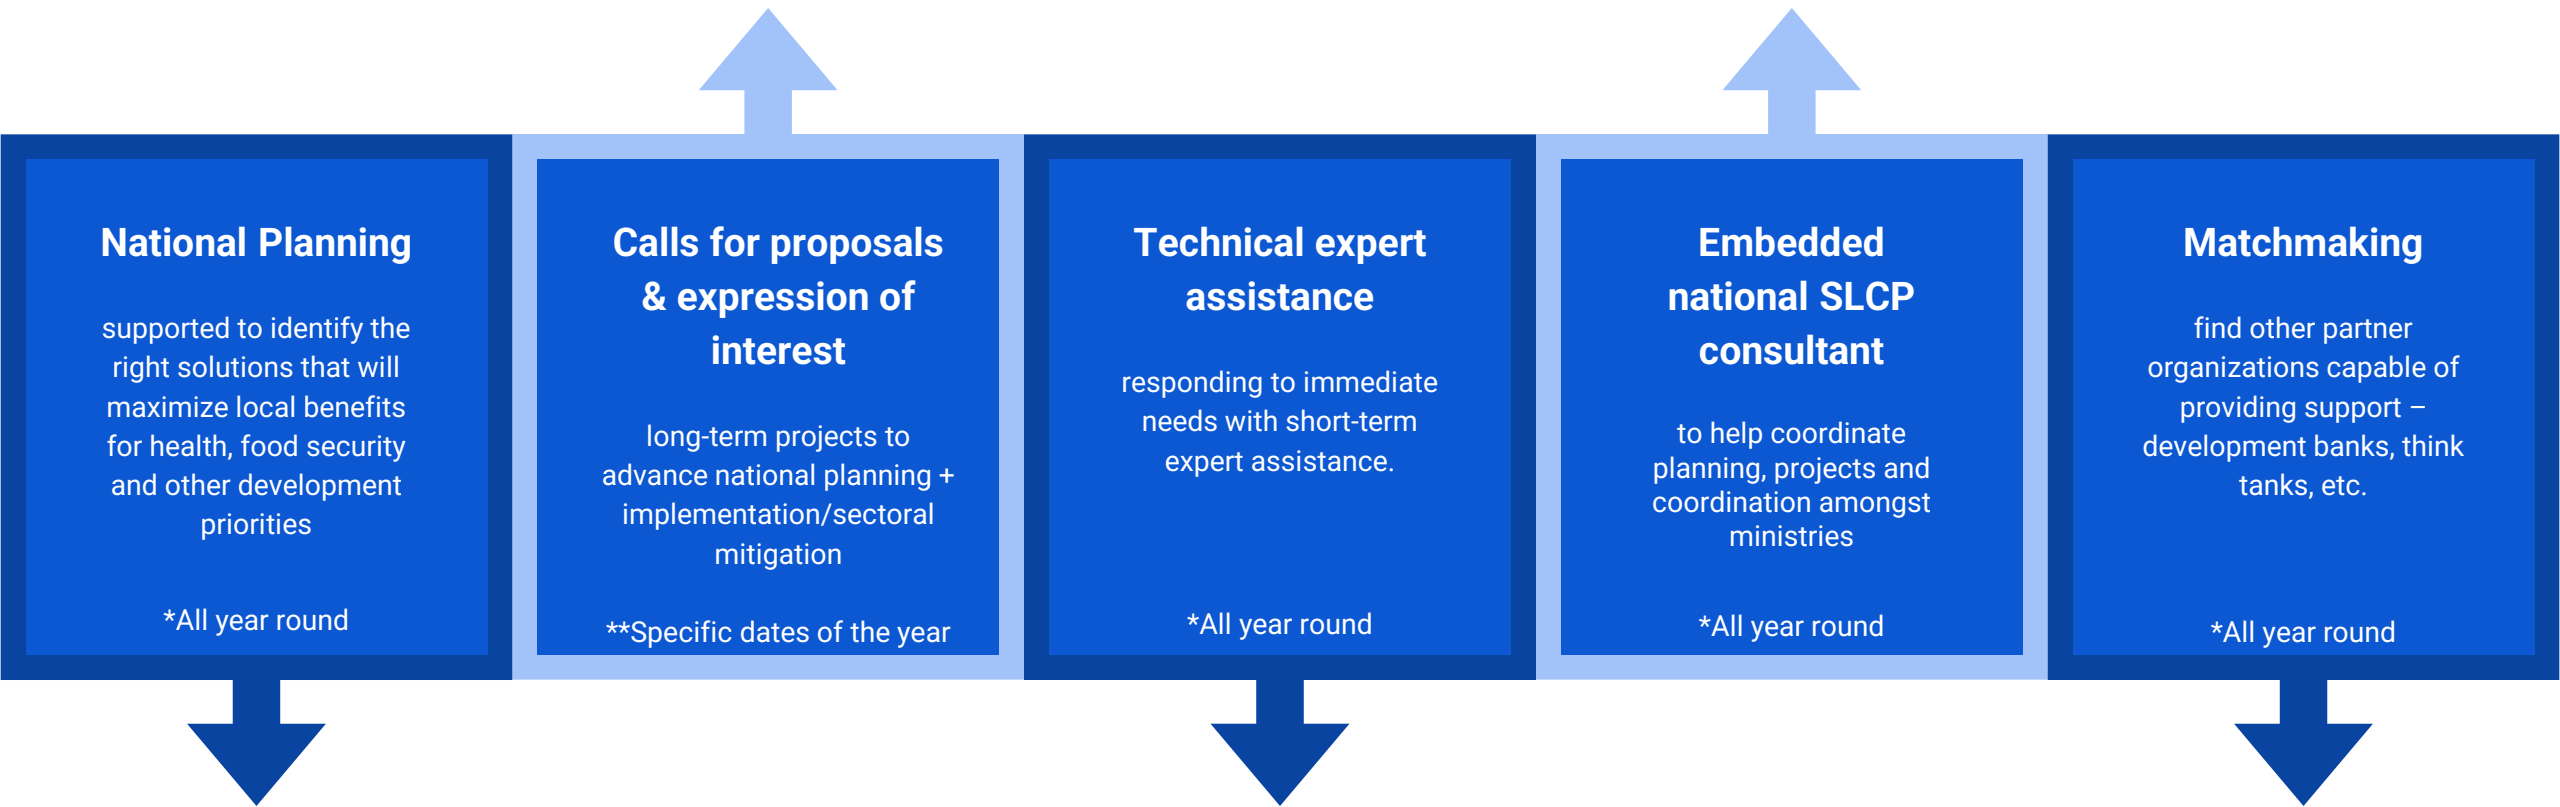 National Planning
supported to identify the
right solutions that will
maximize local benefits
for health, food security
and other development
priorities
*All year round
Calls for proposals
& expression of
interest
long-term projects to
advance national planning +
implementation/sectoral
mitigation
**Specific dates of the year
Technical expert
assistance
responding to immediate
needs with short-term
expert assistance.
*All year round
Embedded
national SLCP
consultant
to help coordinate
planning, projects and
coordination amongst
ministries
*All year round
Matchmaking
find other partner
organizations capable of
providing support –
development banks, think
tanks, etc.
*All year round